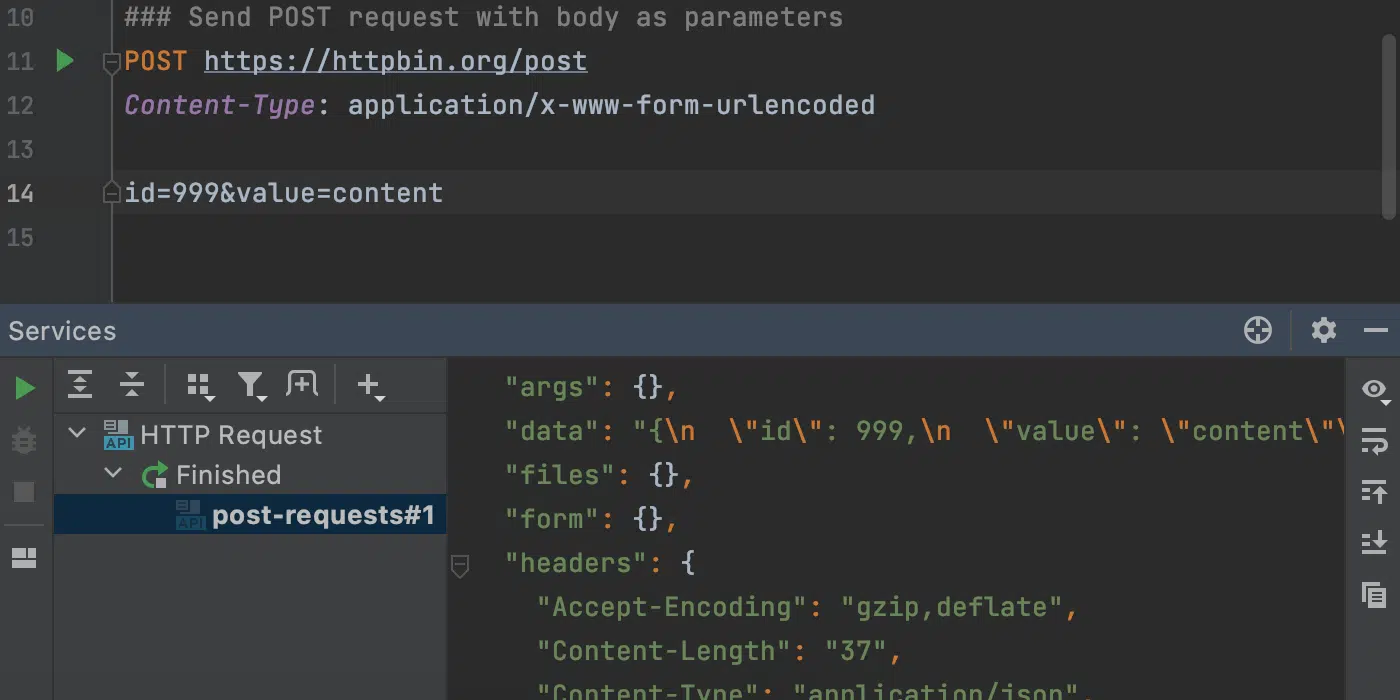 10 ### Send POST request with body as parameters
11 POST https://httpbin.org/post
12 Content-Type: application/x-www-form-urlencoded
13
14 id=999&value=content
15
Services
API HTTP Request
Finished
API post-requests#1
"args": {},
"data": "{\n  \"id\": 999,\n  \"value\": \"content\"\
"files": {},
"form": {},
"headers": {
"Accept-Encoding": "gzip,deflate",
"Content-Length": "37",
"Content-Type": "application/json",